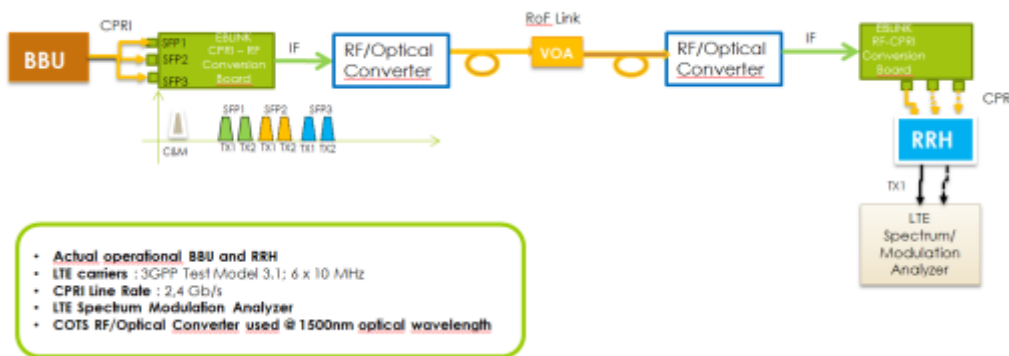 CPRI
BBU
SFP1
SFP2
SFP3
EBLINK
CPRI – RF
Conversion
Board
IF
RF/Optical
Converter
RoF Link
VOA
RF/Optical
Converter
IF
EBLINK
RF-CPRI
Conversion
Board
CPRI
RRH
TX1
LTE
Spectrum/
Modulation
Analyzer
C&M
SFP1 SFP2 SFP3
TX1 TX2 TX1 TX2 TX1 TX2
• Actual operational BBU and RRH
• LTE carriers : 3GPP Test Model 3.1; 6 x 10 MHz
• CPRI Line Rate : 2,4 Gb/s
• LTE Spectrum Modulation Analyzer
• COTS RF/Optical Converter used @ 1500nm optical wavelength